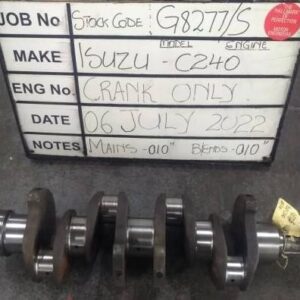 JOB No STOCK CODE: G8277/S
MODEL ENGINE
MAKE ISUZU - C240
ENG No. CRANK ONLY
DATE 06 JULY 2022
NOTES MAINS -.010" BENDS -.010"